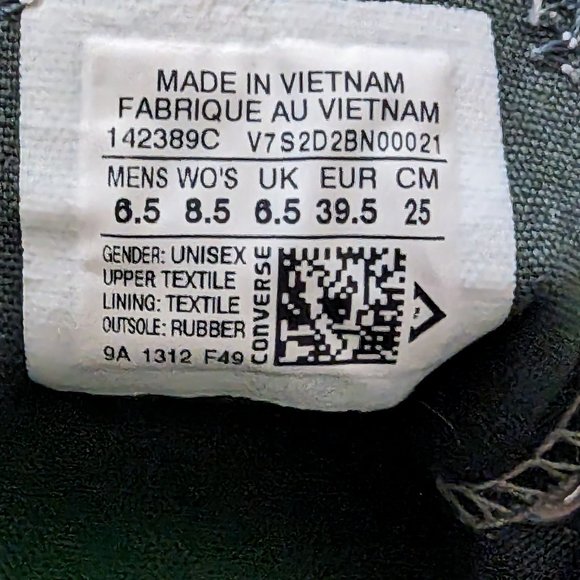 MADE IN VIETNAM
FABRIQUE AU VIETNAM
142389C V7S2D2BN00021
MENS WO'S UK EUR CM
6.5 8.5 6.5 39.5 25
GENDER: UNISEX
UPPER TEXTILE
LINING: TEXTILE
OUTSOLE: RUBBER
9A 1312 F49
CONVERSE